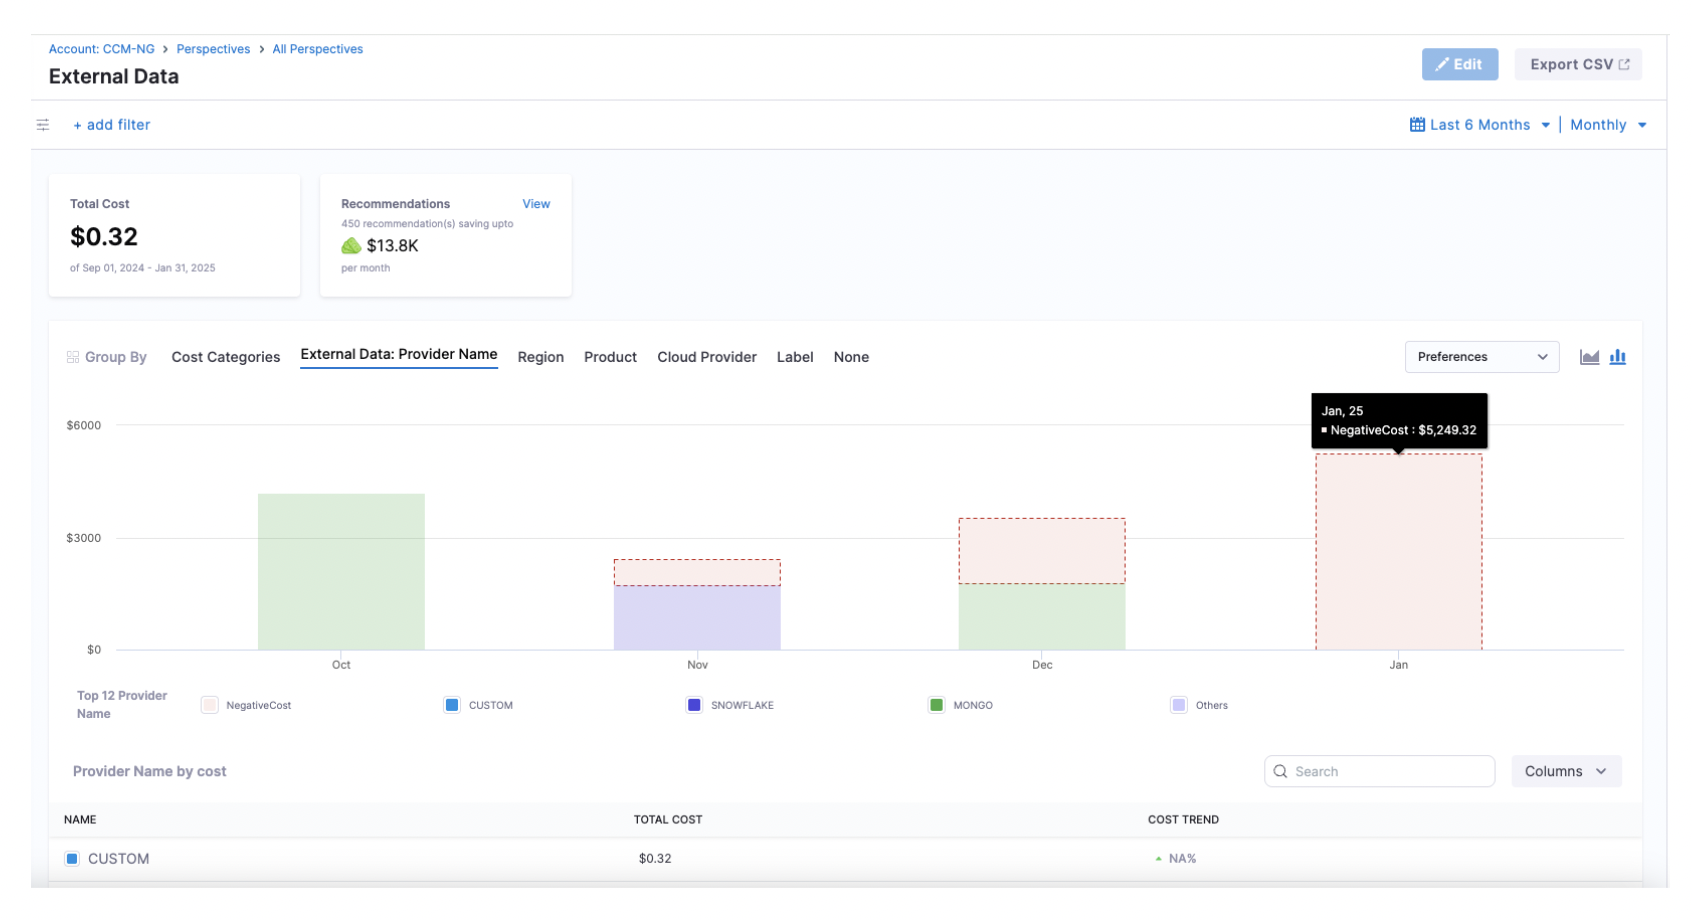 Account: CCM-NG > Perspectives > All Perspectives
External Data
Edit
Export CSV
+ add filter
Last 6 Months | Monthly
Total Cost
$0.32
of Sep 01, 2024 - Jan 31, 2025
Recommendations View
450 recommendation(s) saving upto
$13.8K
per month
Group By Cost Categories External Data: Provider Name Region Product Cloud Provider Label None
Preferences
Jan, 25
NegativeCost : $5,249.32
$6000
$3000
$0
Oct Nov Dec Jan
Top 12 Provider
Name
NegativeCost CUSTOM SNOWFLAKE MONGO Others
Provider Name by cost
Search
Columns
NAME TOTAL COST COST TREND
CUSTOM $0.32 NA%